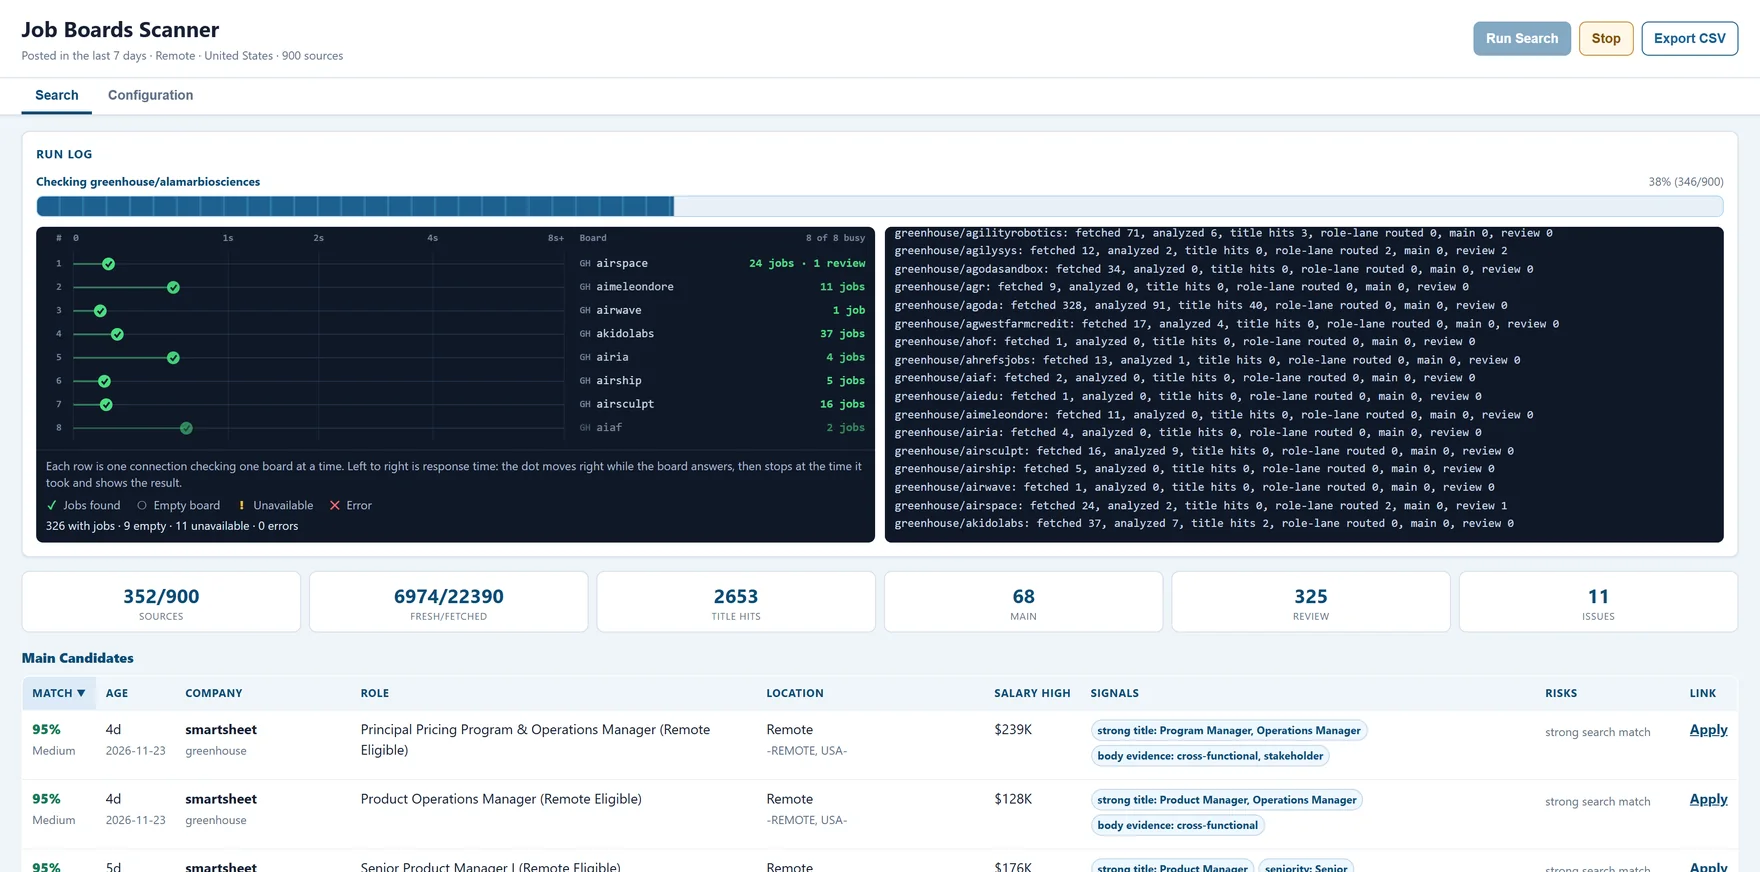 Job Boards Scanner
Posted in the last 7 days · Remote · United States · 900 sources
Run Search
Stop
Export CSV
Search
Configuration
RUN LOG
Checking greenhouse/alamarbiosciences
38% (346/900)
# 0 1s 2s 4s 8s+ Board 8 of 8 busy
1 GH airspace 24 jobs · 1 review
2 GH aimeleondore 11 jobs
3 GH airwave 1 job
4 GH akidolabs 37 jobs
5 GH airia 4 jobs
6 GH airship 5 jobs
7 GH airsculpt 16 jobs
8 GH aiaf 2 jobs
Each row is one connection checking one board at a time. Left to right is response time: the dot moves right while the board answers, then stops at the time it
took and shows the result.
✓ Jobs found ○ Empty board ! Unavailable ✕ Error
326 with jobs · 9 empty · 11 unavailable · 0 errors
greenhouse/agilityrobotics: fetched 71, analyzed 6, title hits 3, role-lane routed 0, main 0, review 0
greenhouse/agilysys: fetched 12, analyzed 2, title hits 0, role-lane routed 2, main 0, review 2
greenhouse/agodasandbox: fetched 34, analyzed 0, title hits 0, role-lane routed 0, main 0, review 0
greenhouse/agr: fetched 9, analyzed 0, title hits 0, role-lane routed 0, main 0, review 0
greenhouse/agoda: fetched 328, analyzed 91, title hits 40, role-lane routed 0, main 0, review 0
greenhouse/agwestfarmcredit: fetched 17, analyzed 4, title hits 0, role-lane routed 0, main 0, review 0
greenhouse/ahof: fetched 1, analyzed 0, title hits 0, role-lane routed 0, main 0, review 0
greenhouse/ahrefsjobs: fetched 13, analyzed 1, title hits 0, role-lane routed 0, main 0, review 0
greenhouse/aiaf: fetched 2, analyzed 0, title hits 0, role-lane routed 0, main 0, review 0
greenhouse/aiedu: fetched 1, analyzed 0, title hits 0, role-lane routed 0, main 0, review 0
greenhouse/aimeleondore: fetched 11, analyzed 0, title hits 0, role-lane routed 0, main 0, review 0
greenhouse/airia: fetched 4, analyzed 0, title hits 0, role-lane routed 0, main 0, review 0
greenhouse/airsculpt: fetched 16, analyzed 9, title hits 0, role-lane routed 0, main 0, review 0
greenhouse/airship: fetched 5, analyzed 0, title hits 0, role-lane routed 0, main 0, review 0
greenhouse/airwave: fetched 1, analyzed 0, title hits 0, role-lane routed 0, main 0, review 0
greenhouse/airspace: fetched 24, analyzed 2, title hits 0, role-lane routed 2, main 0, review 1
greenhouse/akidolabs: fetched 37, analyzed 7, title hits 2, role-lane routed 0, main 0, review 0
352/900
SOURCES
6974/22390
FRESH/FETCHED
2653
TITLE HITS
68
MAIN
325
REVIEW
11
ISSUES
Main Candidates
MATCH ▼ AGE COMPANY ROLE LOCATION SALARY HIGH SIGNALS RISKS LINK
95% 4d smartsheet Principal Pricing Program & Operations Manager (Remote Remote $239K strong title: Program Manager, Operations Manager strong search match Apply
Medium 2026-11-23 greenhouse Eligible) -REMOTE, USA- body evidence: cross-functional, stakeholder
95% 4d smartsheet Product Operations Manager (Remote Eligible) Remote $128K strong title: Product Manager, Operations Manager strong search match Apply
Medium 2026-11-23 greenhouse -REMOTE, USA- body evidence: cross-functional
95% 5d smartsheet Senior Product Manager I (Remote Eligible) Remote $176K strong title: Product Manager seniority: Senior strong search match Apply